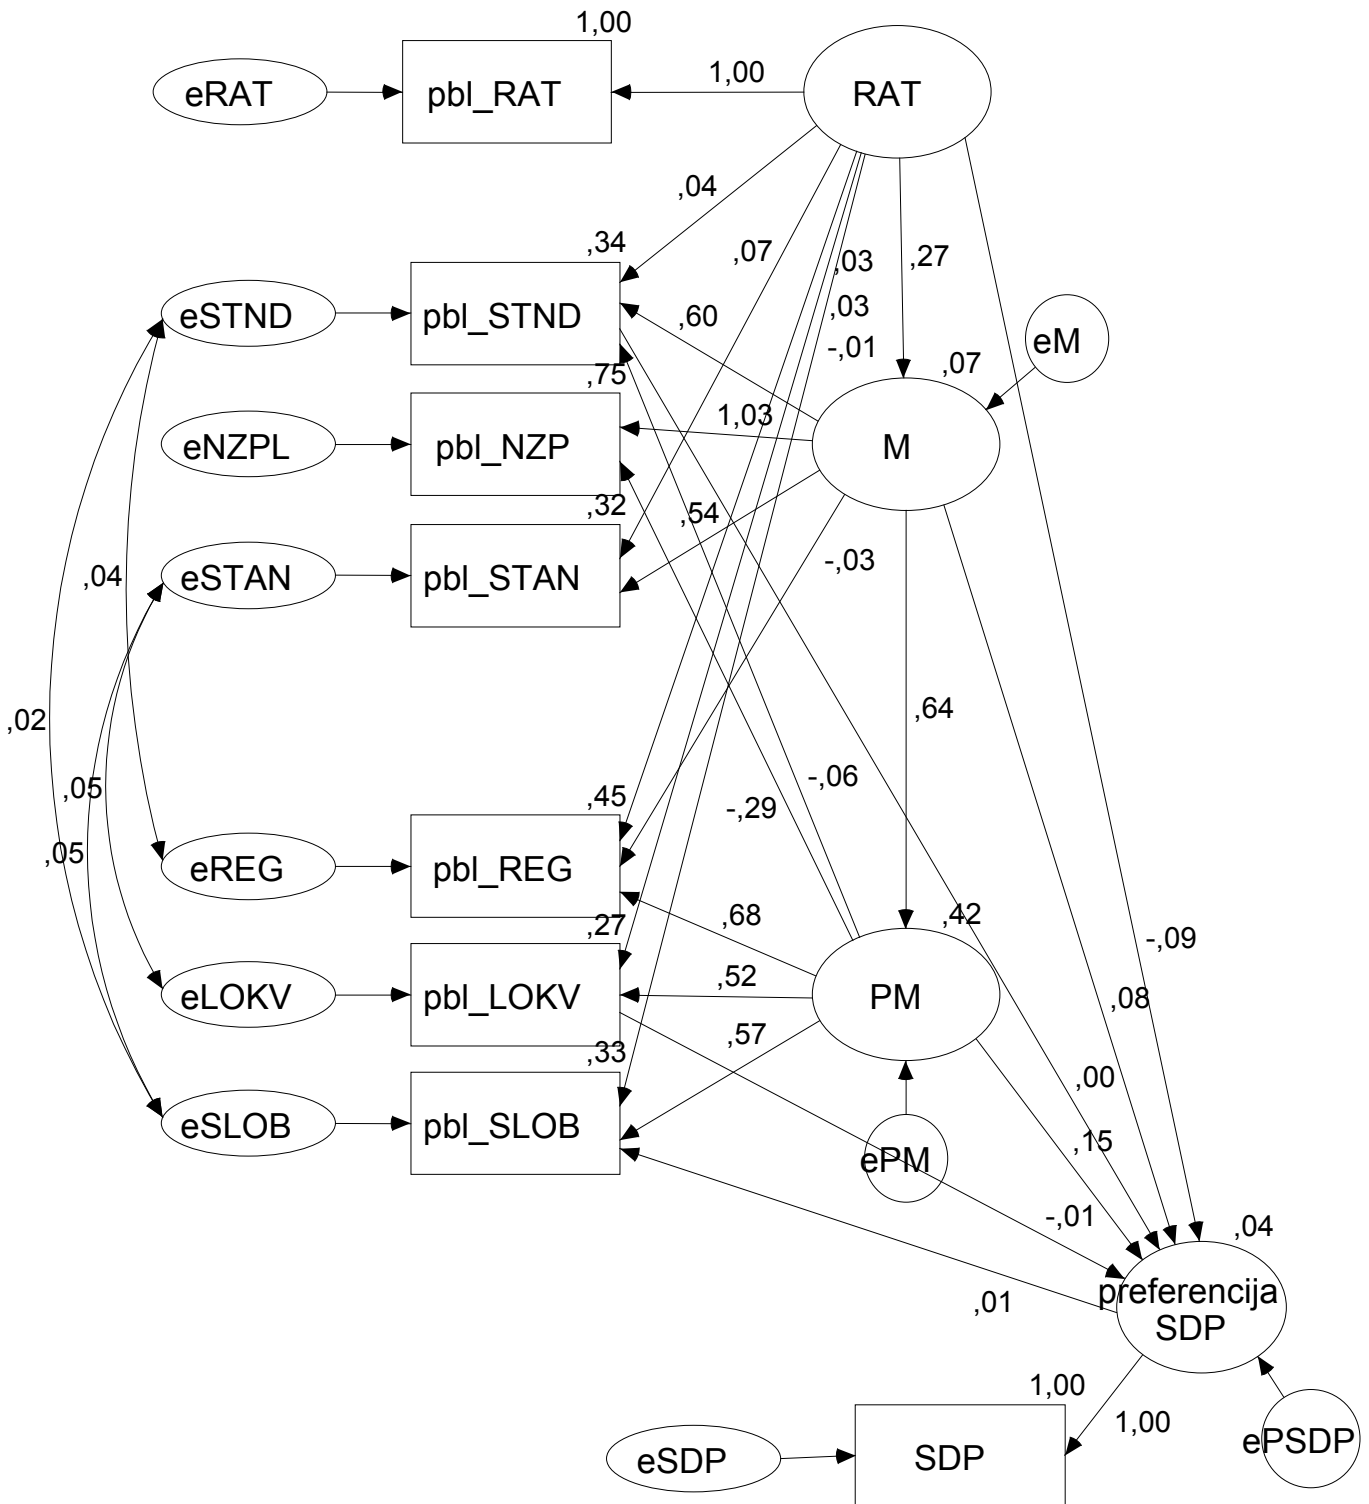 1,00
eRAT
pbl_RAT
1,00
RAT
,04
,34
,07
,03
,27
eSTND
pbl_STND
,60
,03
-,01
eM
,75
,07
eNZPL
pbl_NZP
1,03
M
,32
,54
-,03
,04
eSTAN
pbl_STAN
,02
,64
,05
-,06
,45
-,29
,05
eREG
pbl_REG
,27
,68
,42
-,09
eLOKV
pbl_LOKV
,52
PM
,08
,33
,57
,00
eSLOB
pbl_SLOB
,15
ePM
-,01
,04
preferencija
SDP
,01
1,00
1,00
eSDP
SDP
ePSDP